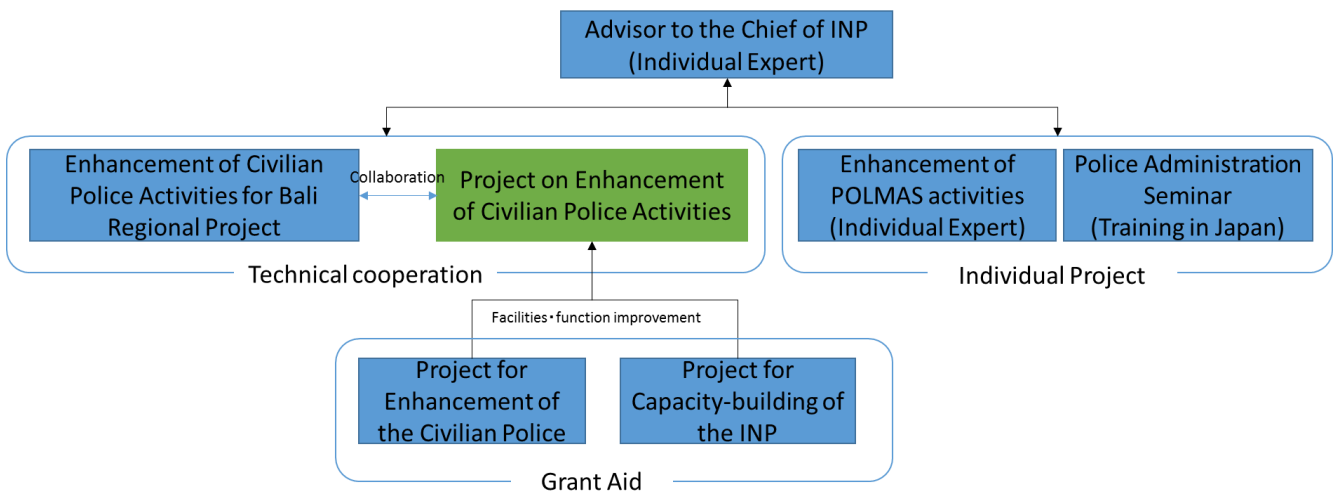 Advisor to the Chief of INP
(Individual Expert)
Enhancement of Civilian
Police Activities for Bali
Regional Project
Collaboration
Project on Enhancement
of Civilian Police Activities
Technical cooperation
Enhancement of
POLMAS activities
(Individual Expert)
Police Administration
Seminar
(Training in Japan)
Individual Project
Facilities・function improvement
Project for
Enhancement of
the Civilian Police
Project for
Capacity-building of
the INP
Grant Aid